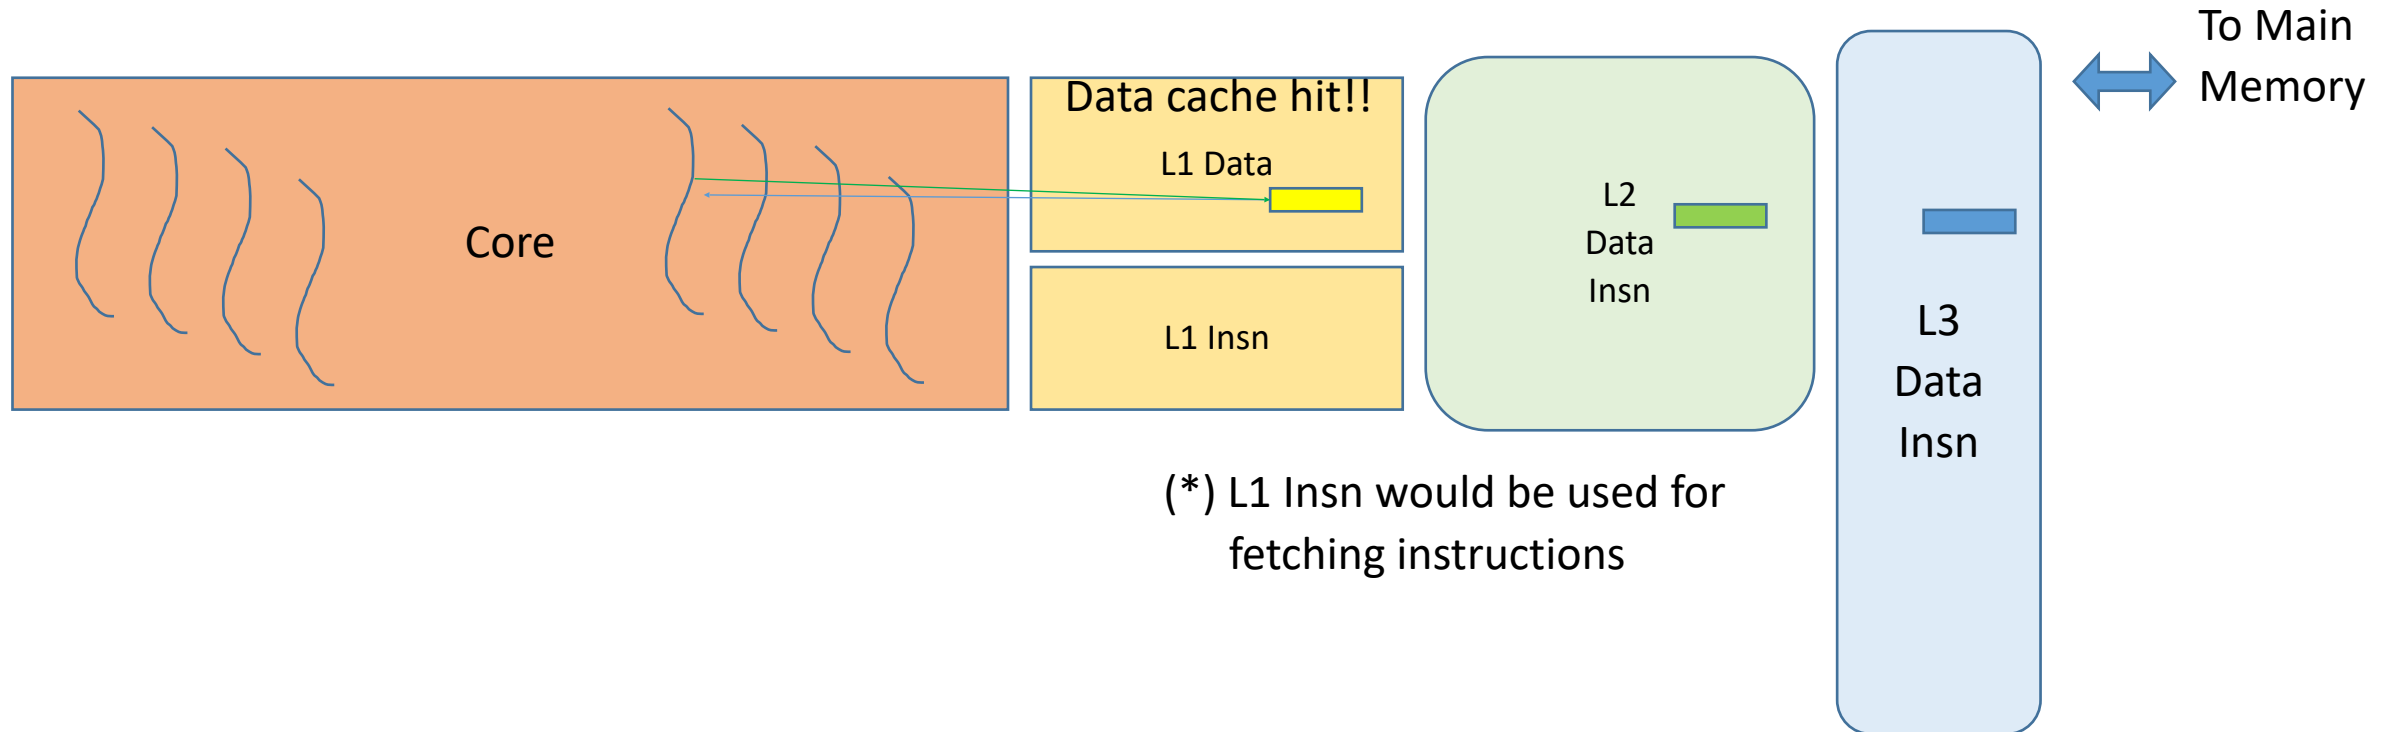 To Main
Memory
Data cache hit!!
L1 Data
Core
L1 Insn
L2
Data
Insn
L3
Data
Insn
(*) L1 Insn would be used for
fetching instructions